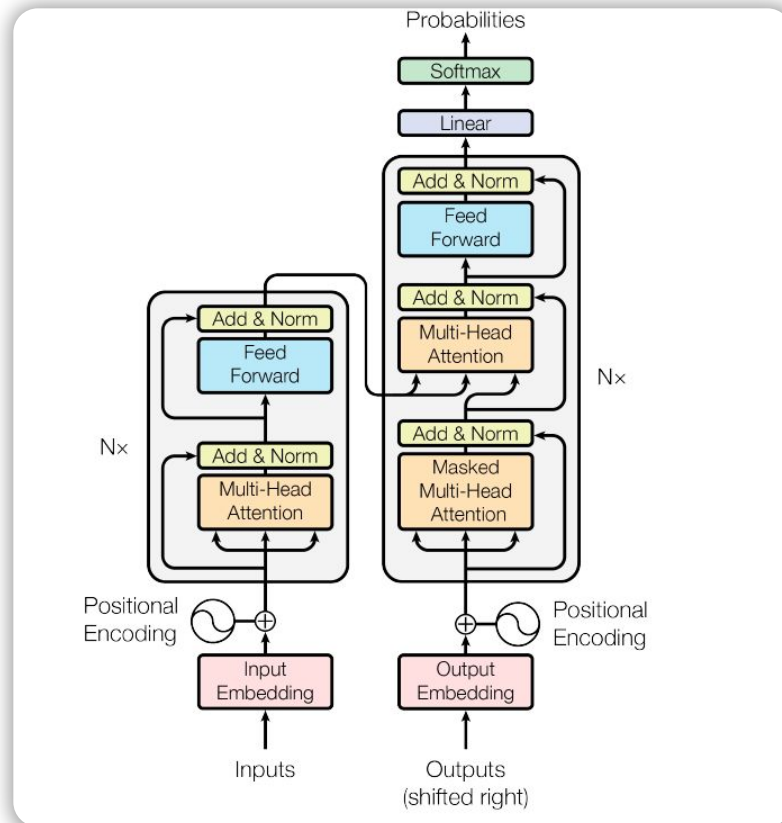 Probabilities
Softmax
Linear
Add & Norm
Feed
Forward
Add & Norm
Multi-Head
Attention
Add & Norm
Masked
Multi-Head
Attention
Nx
Add & Norm
Feed
Forward
Add & Norm
Multi-Head
Attention
Nx
Positional
Encoding
Positional
Encoding
Input
Embedding
Output
Embedding
Inputs
Outputs
(shifted right)